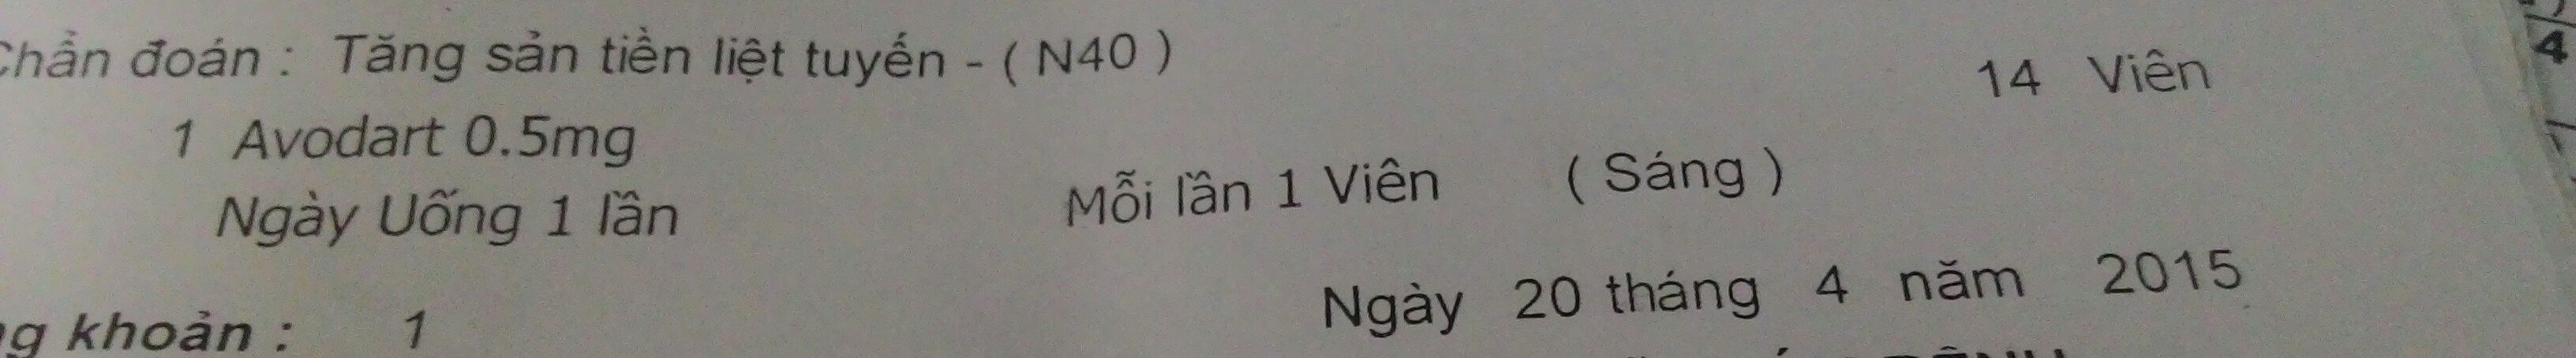 Chẩn đoán : Tăng sản tiền liệt tuyến - ( N40 )
1 Avodart 0.5mg 14 Viên
Ngày Uống 1 lần Mỗi lần 1 Viên ( Sáng )
khoản : 1
Ngày 20 tháng 4 năm 2015
4